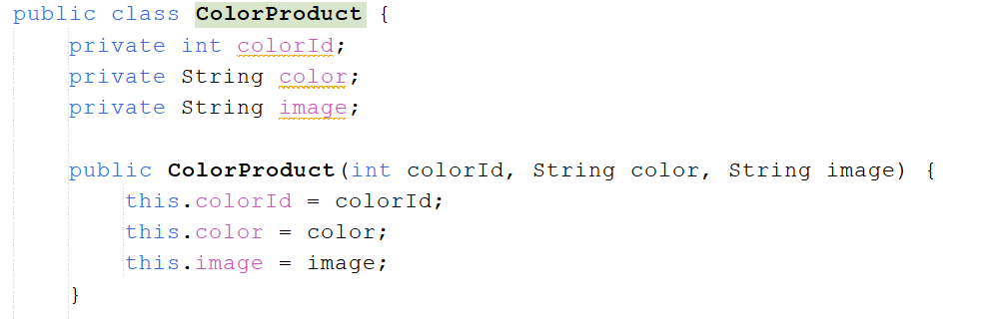 public class ColorProduct {
    private int colorId;
    private String color;
    private String image;

    public ColorProduct(int colorId, String color, String image) {
        this.colorId = colorId;
        this.color = color;
        this.image = image;
    }